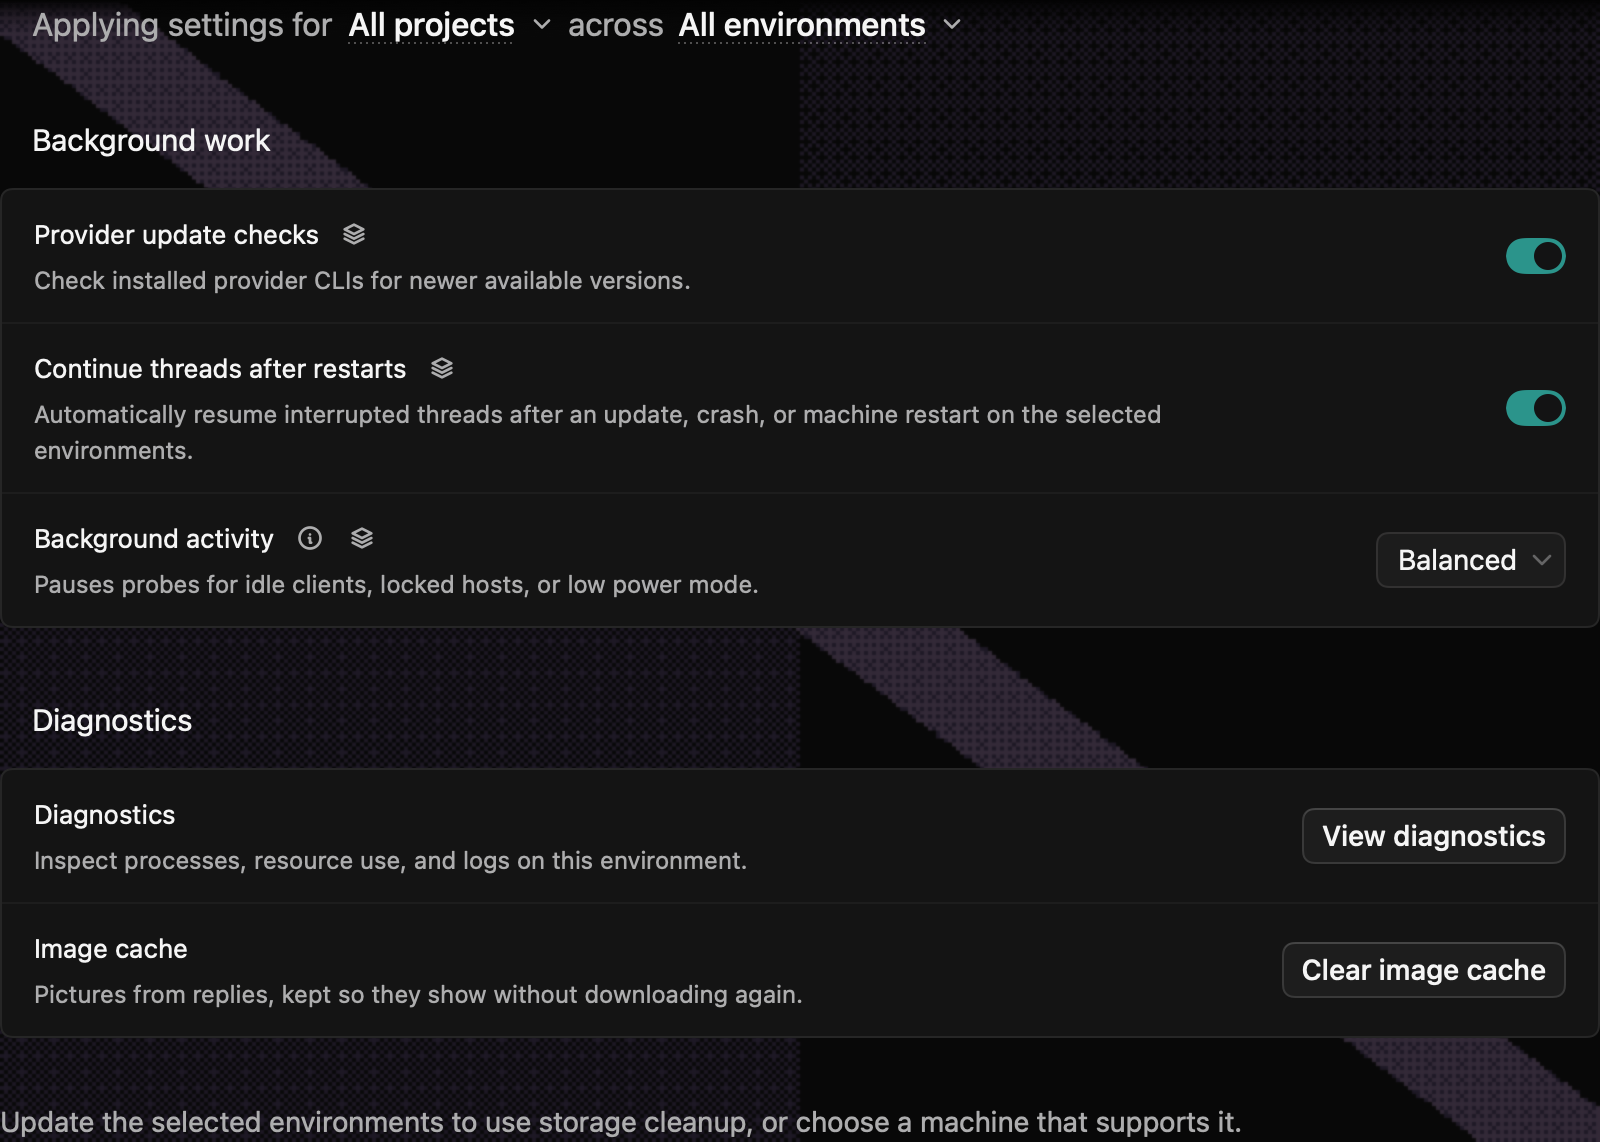 Applying settings for All projects across All environments
Background work
Provider update checks
Check installed provider CLIs for newer available versions.
Continue threads after restarts
Automatically resume interrupted threads after an update, crash, or machine restart on the selected
environments.
Background activity
Balanced
Pauses probes for idle clients, locked hosts, or low power mode.
Diagnostics
Diagnostics
View diagnostics
Inspect processes, resource use, and logs on this environment.
Image cache
Clear image cache
Pictures from replies, kept so they show without downloading again.
Update the selected environments to use storage cleanup, or choose a machine that supports it.